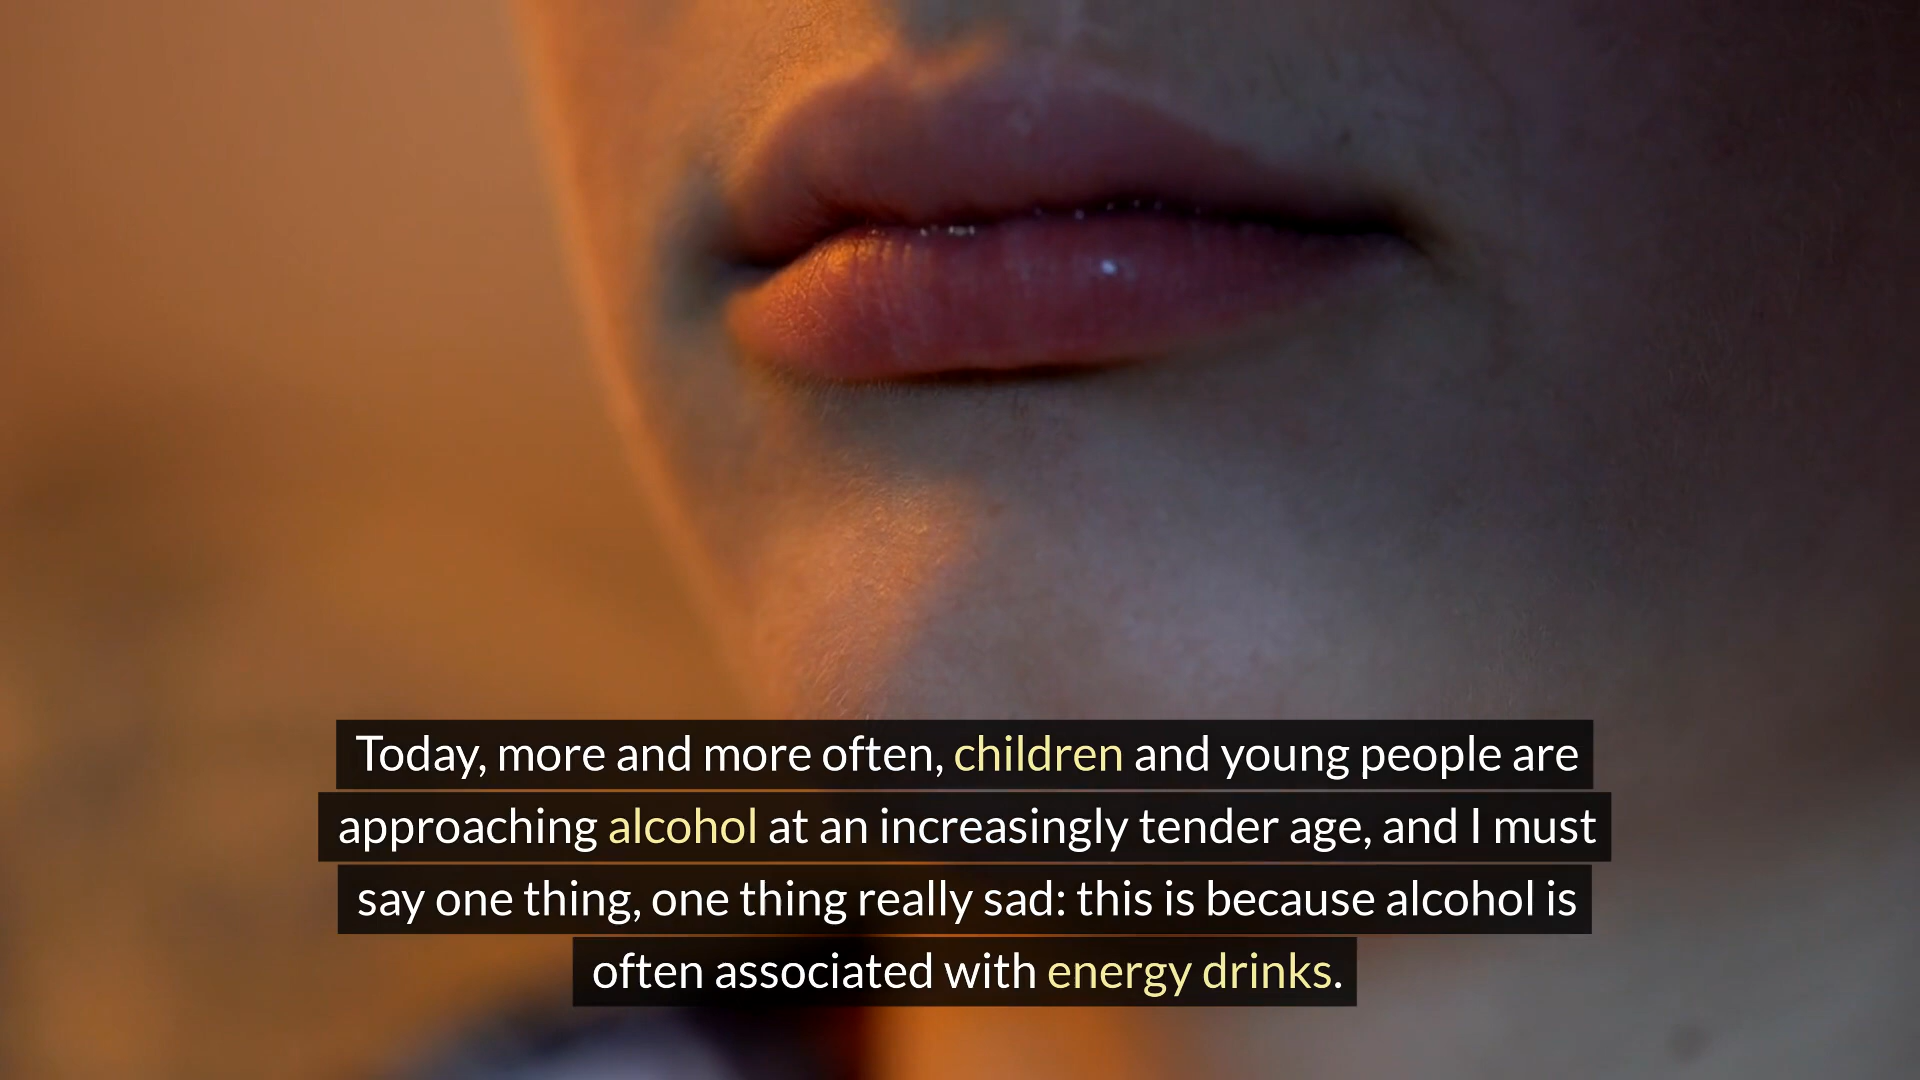 Today, more and more often, children and young people are
approaching alcohol at an increasingly tender age, and I must
say one thing, one thing really sad: this is because alcohol is
often associated with energy drinks.